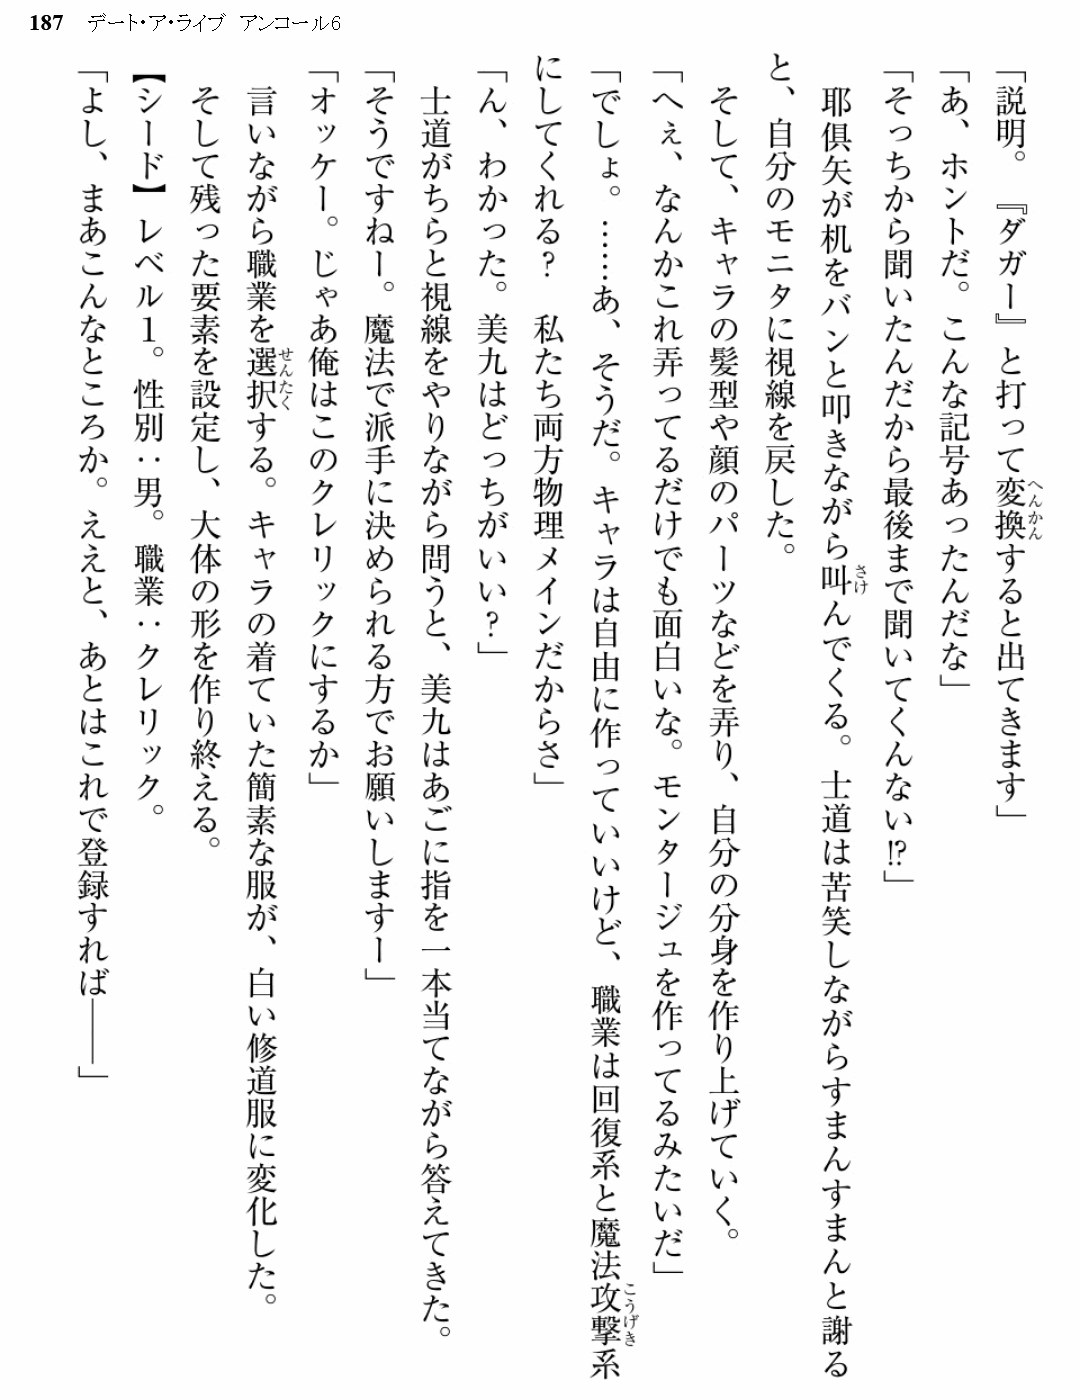 187 デート・ア・ライブ アンコール6
「説明。『ダガー』と打って変換すると出てきます」
「あ、ホントだ。こんな記号あったんだな」
「そっちから聞いたんだから最後まで聞いてくんない!?」
耶倶矢が机をバンと叩きながら叫んでくる。士道は苦笑しながらすまんすまんと謝る
と、自分のモニタに視線を戻した。
そして、キャラの髪型や顔のパーツなどを弄り、自分の分身を作り上げていく。
「へぇ、なんかこれ弄ってるだけでも面白いな。モンタージュを作ってるみたいだ」
「でしょ。……あ、そうだ。キャラは自由に作っていいけど、職業は回復系と魔法攻撃系
にしてくれる? 私たち両方物理メインだからさ」
「ん、わかった。美九はどっちがいい?」
士道がちらと視線をやりながら問うと、美九はあごに指を一本当てながら答えてきた。
「そうですねー。魔法で派手に決められる方でお願いしますー」
「オッケー。じゃあ俺はこのクレリックにするか」
言いながら職業を選択する。キャラの着ていた簡素な服が、白い修道服に変化した。
そして残った要素を設定し、大体の形を作り終える。
【シード】レベル1。性別：男。職業：クレリック。
「よし、まあこんなところか。ええと、あとはこれで登録すれば――」